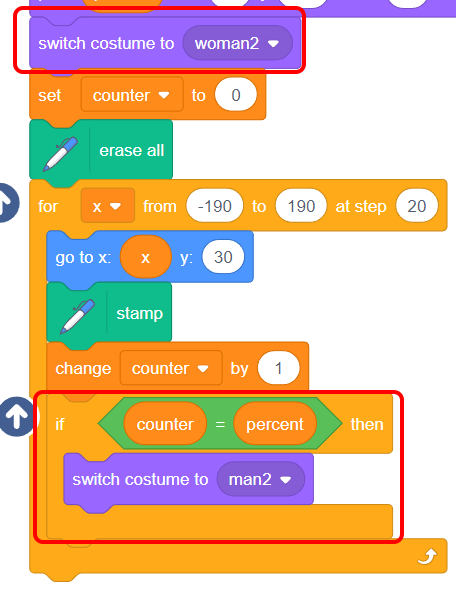 switch costume to woman2
set counter to 0
erase all
for x from -190 to 190 at step 20
go to x: x y: 30
stamp
change counter by 1
if counter = percent then
switch costume to man2